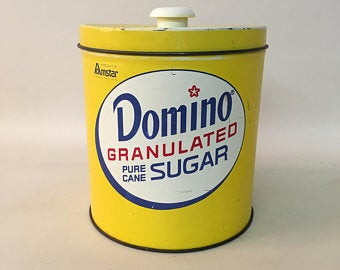 Amstar
Domino
GRANULATED
PURE CANE SUGAR